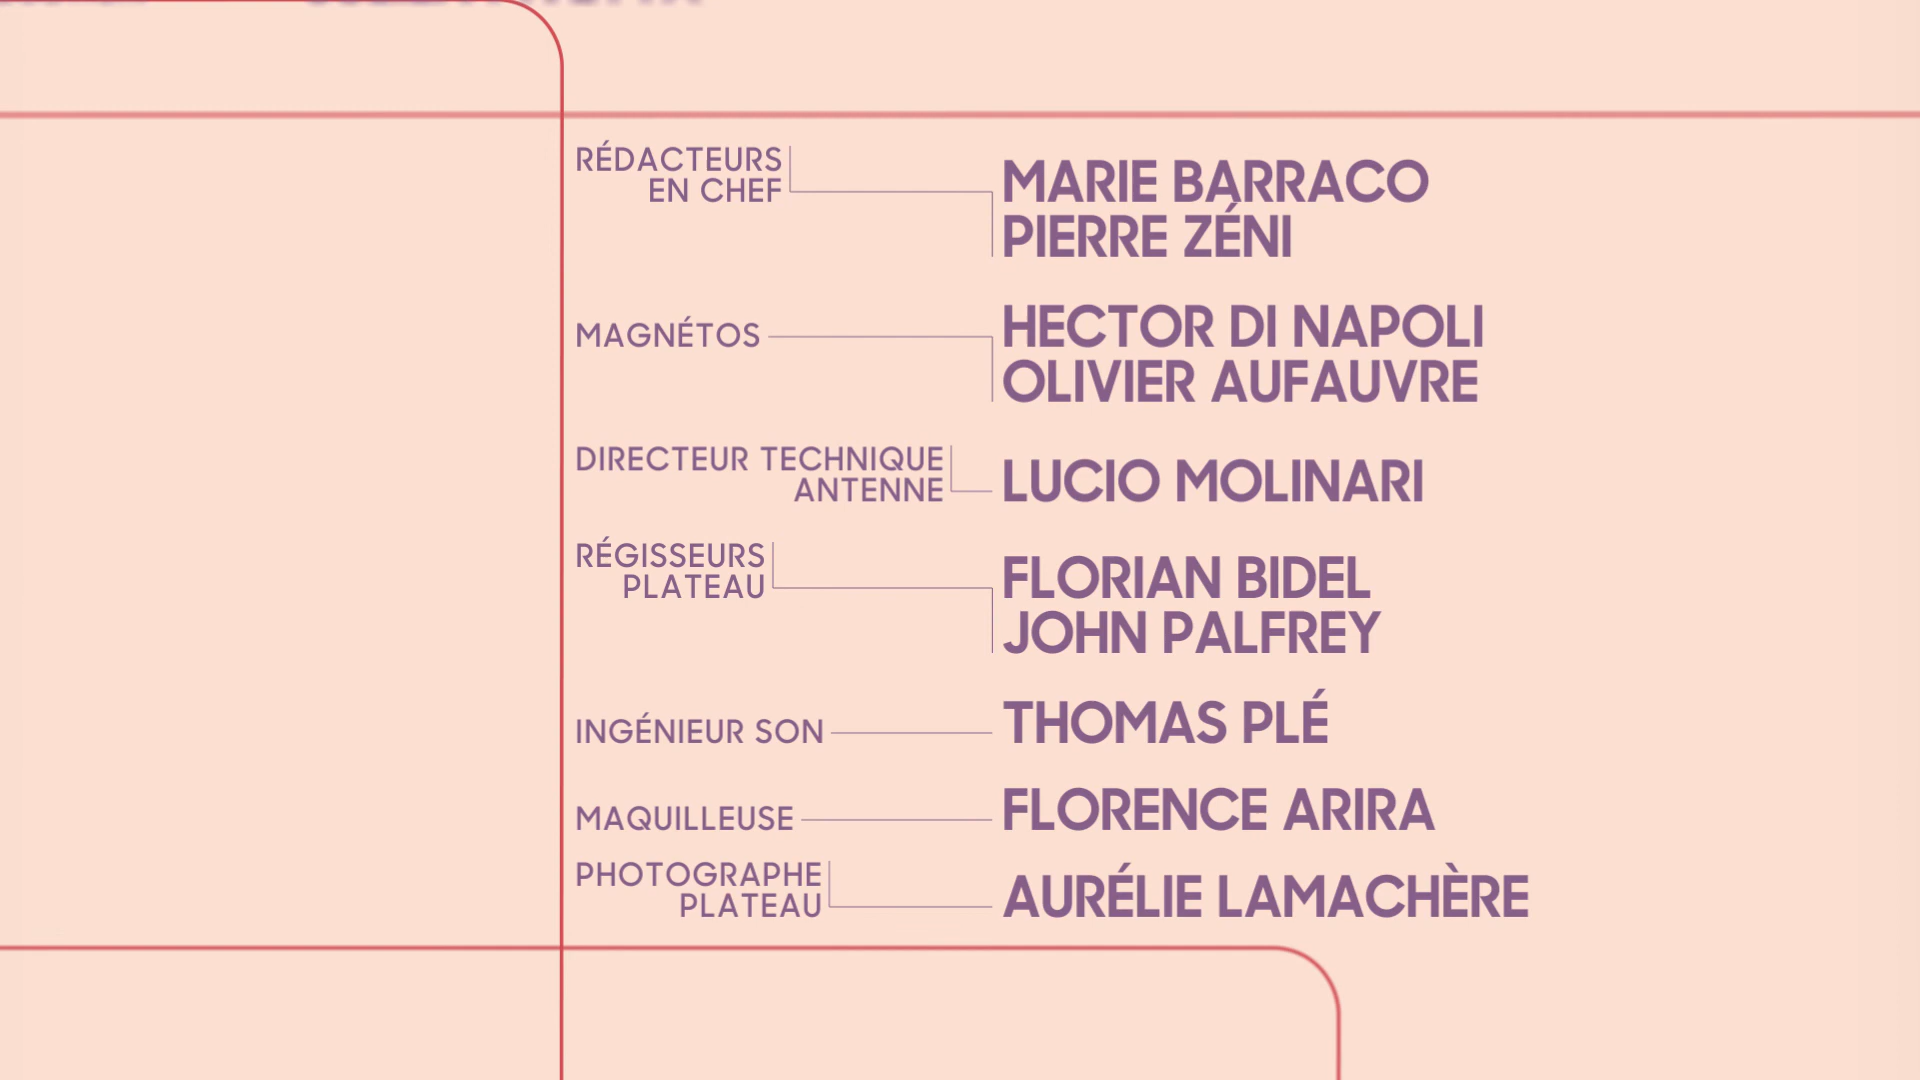 RÉDACTEURS
EN CHEF
MARIE BARRACO
PIERRE ZÉNI
MAGNÉTOS
HECTOR DI NAPOLI
OLIVIER AUFAUVRE
DIRECTEUR TECHNIQUE
ANTENNE
LUCIO MOLINARI
RÉGISSEURS
PLATEAU
FLORIAN BIDEL
JOHN PALFREY
INGÉNIEUR SON
THOMAS PLÉ
MAQUILLEUSE
FLORENCE ARIRA
PHOTOGRAPHE
PLATEAU
AURÉLIE LAMACHÈRE